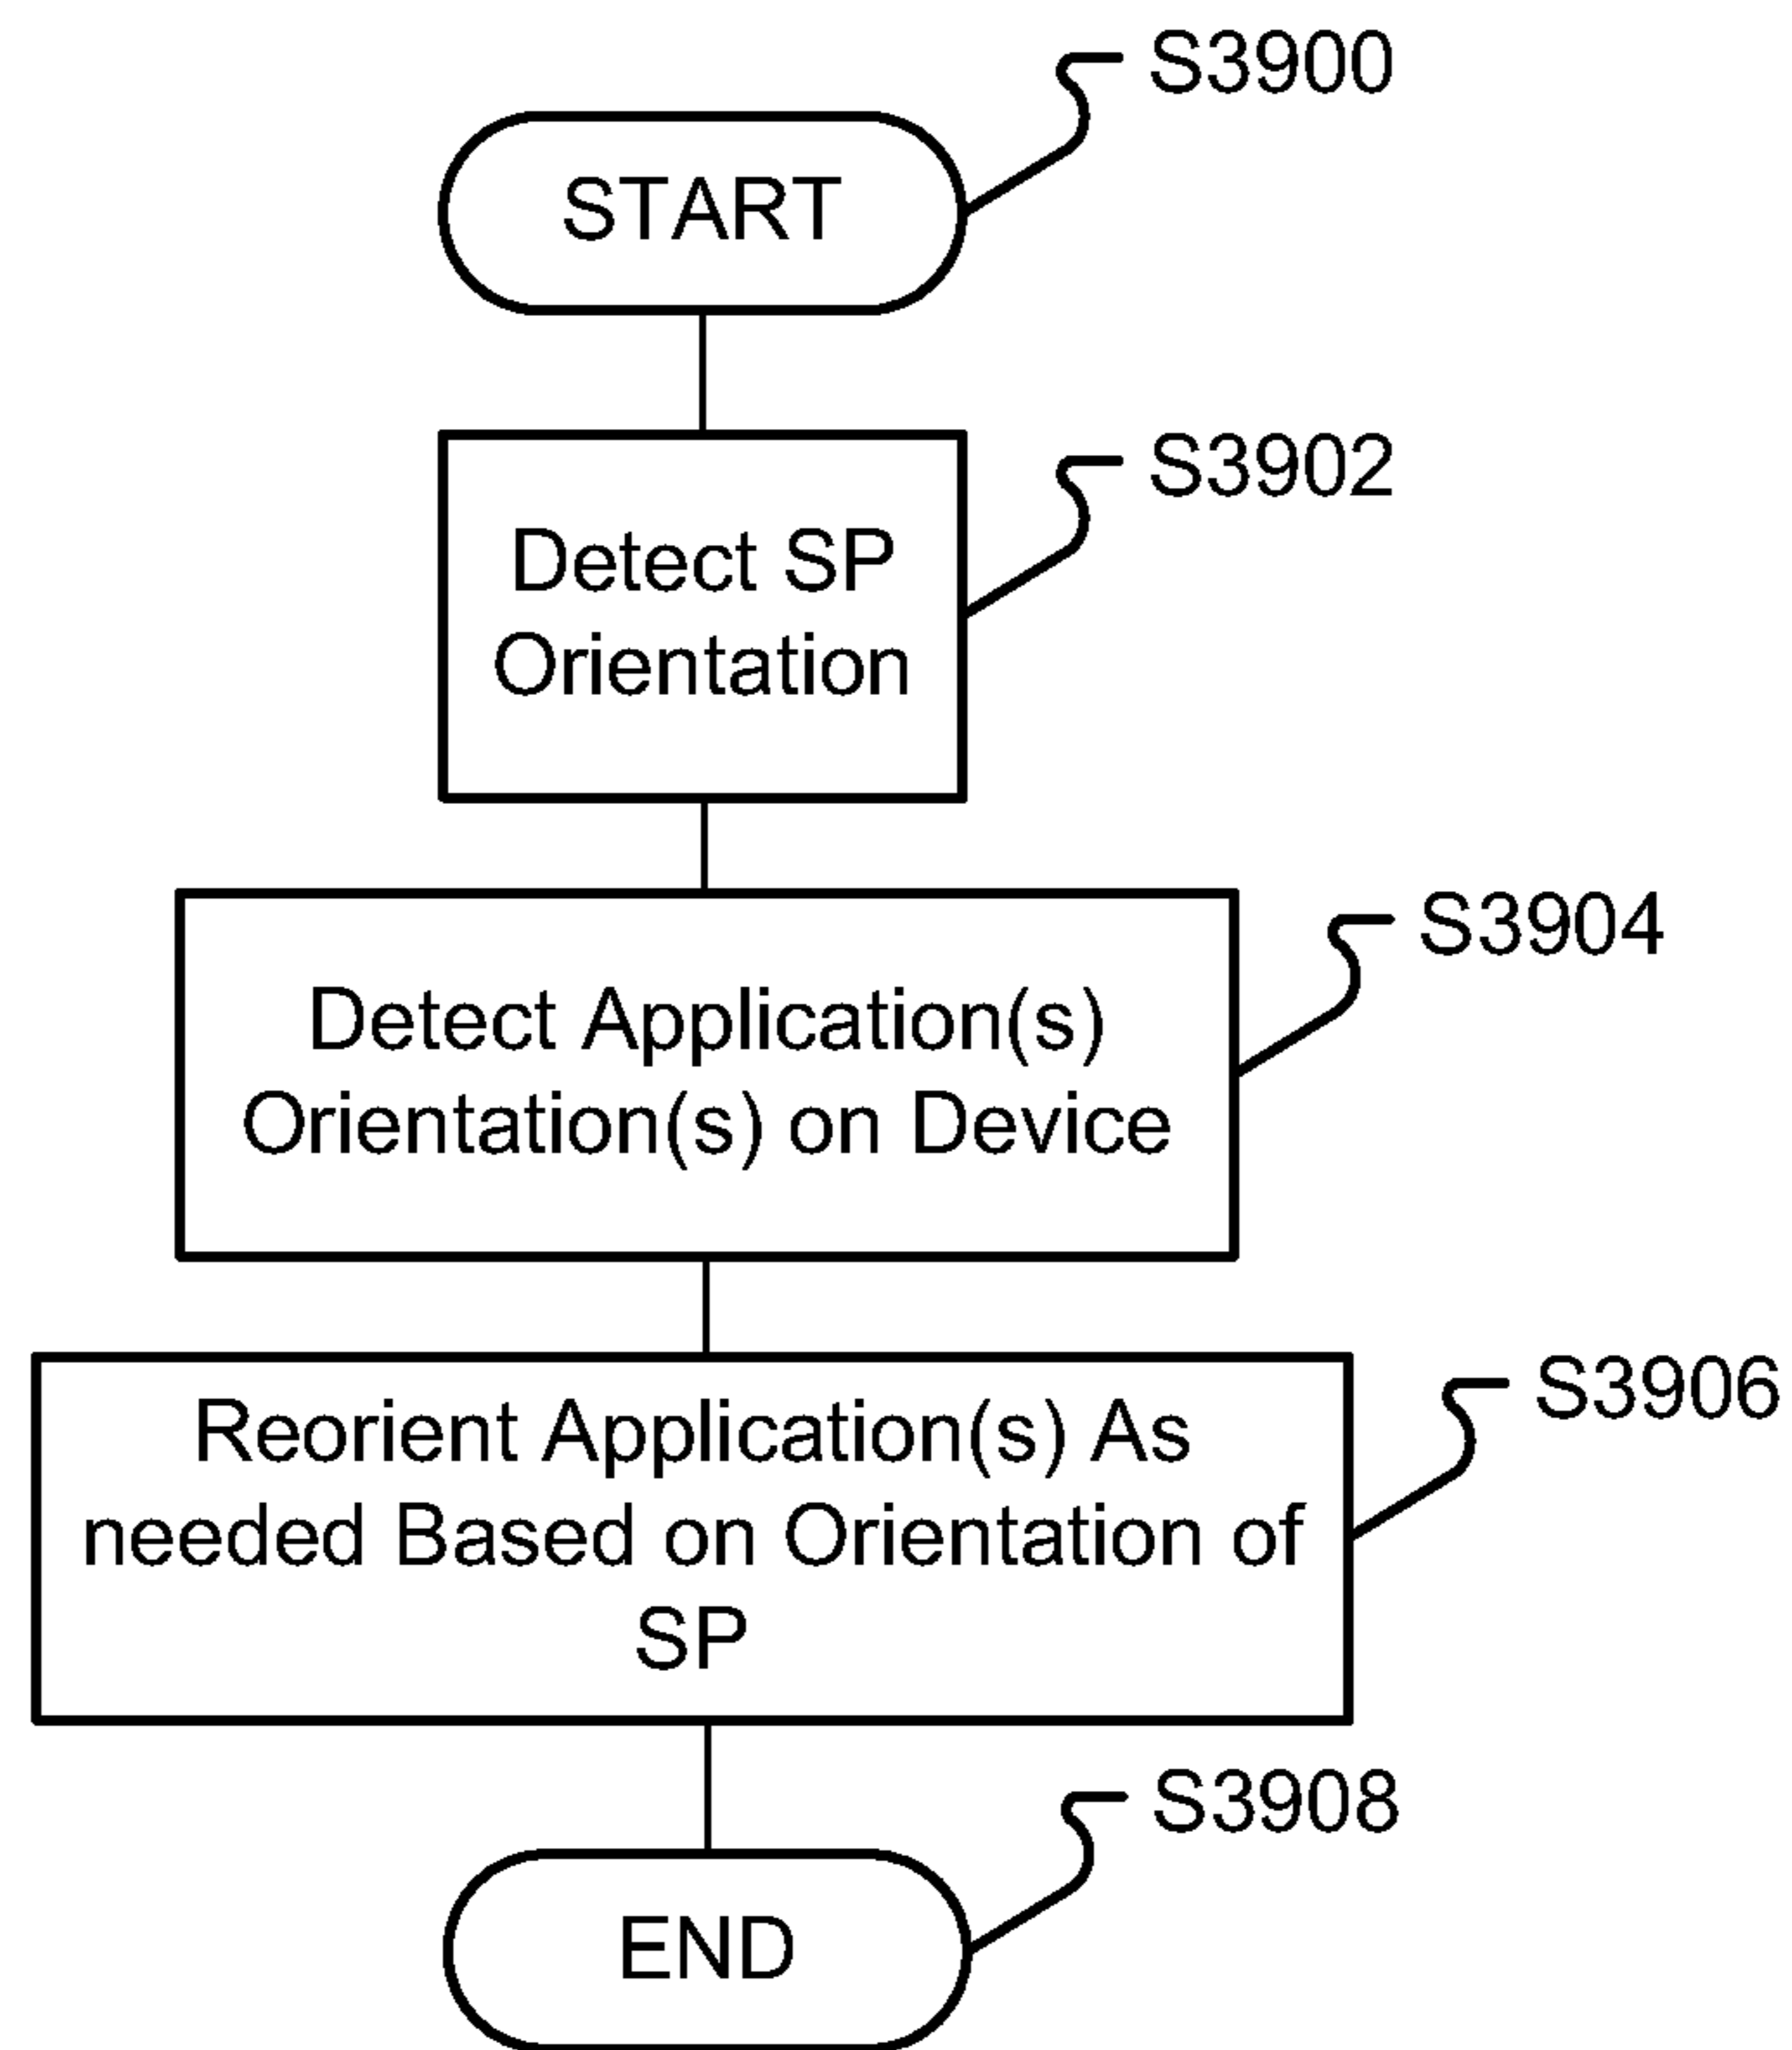 S3900
START
S3902
Detect SP
Orientation
S3904
Detect Application(s)
Orientation(s) on Device
S3906
Reorient Application(s) As
needed Based on Orientation of
SP
S3908
END